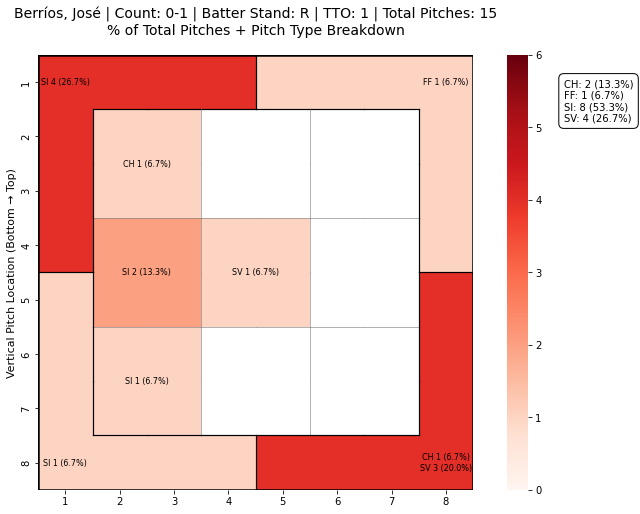 Berríos, José | Count: 0-1 | Batter Stand: R | TTO: 1 | Total Pitches: 15
% of Total Pitches + Pitch Type Breakdown
SI 4 (26.7%)
FF 1 (6.7%)
CH 1 (6.7%)
SI 2 (13.3%)
SV 1 (6.7%)
SI 1 (6.7%)
SI 1 (6.7%)
CH 1 (6.7%)
SV 3 (20.0%)
Vertical Pitch Location (Bottom → Top)
1
2
3
4
5
6
7
8
1 2 3 4 5 6 7 8
6
5
4
3
2
1
0
CH: 2 (13.3%)
FF: 1 (6.7%)
SI: 8 (53.3%)
SV: 4 (26.7%)